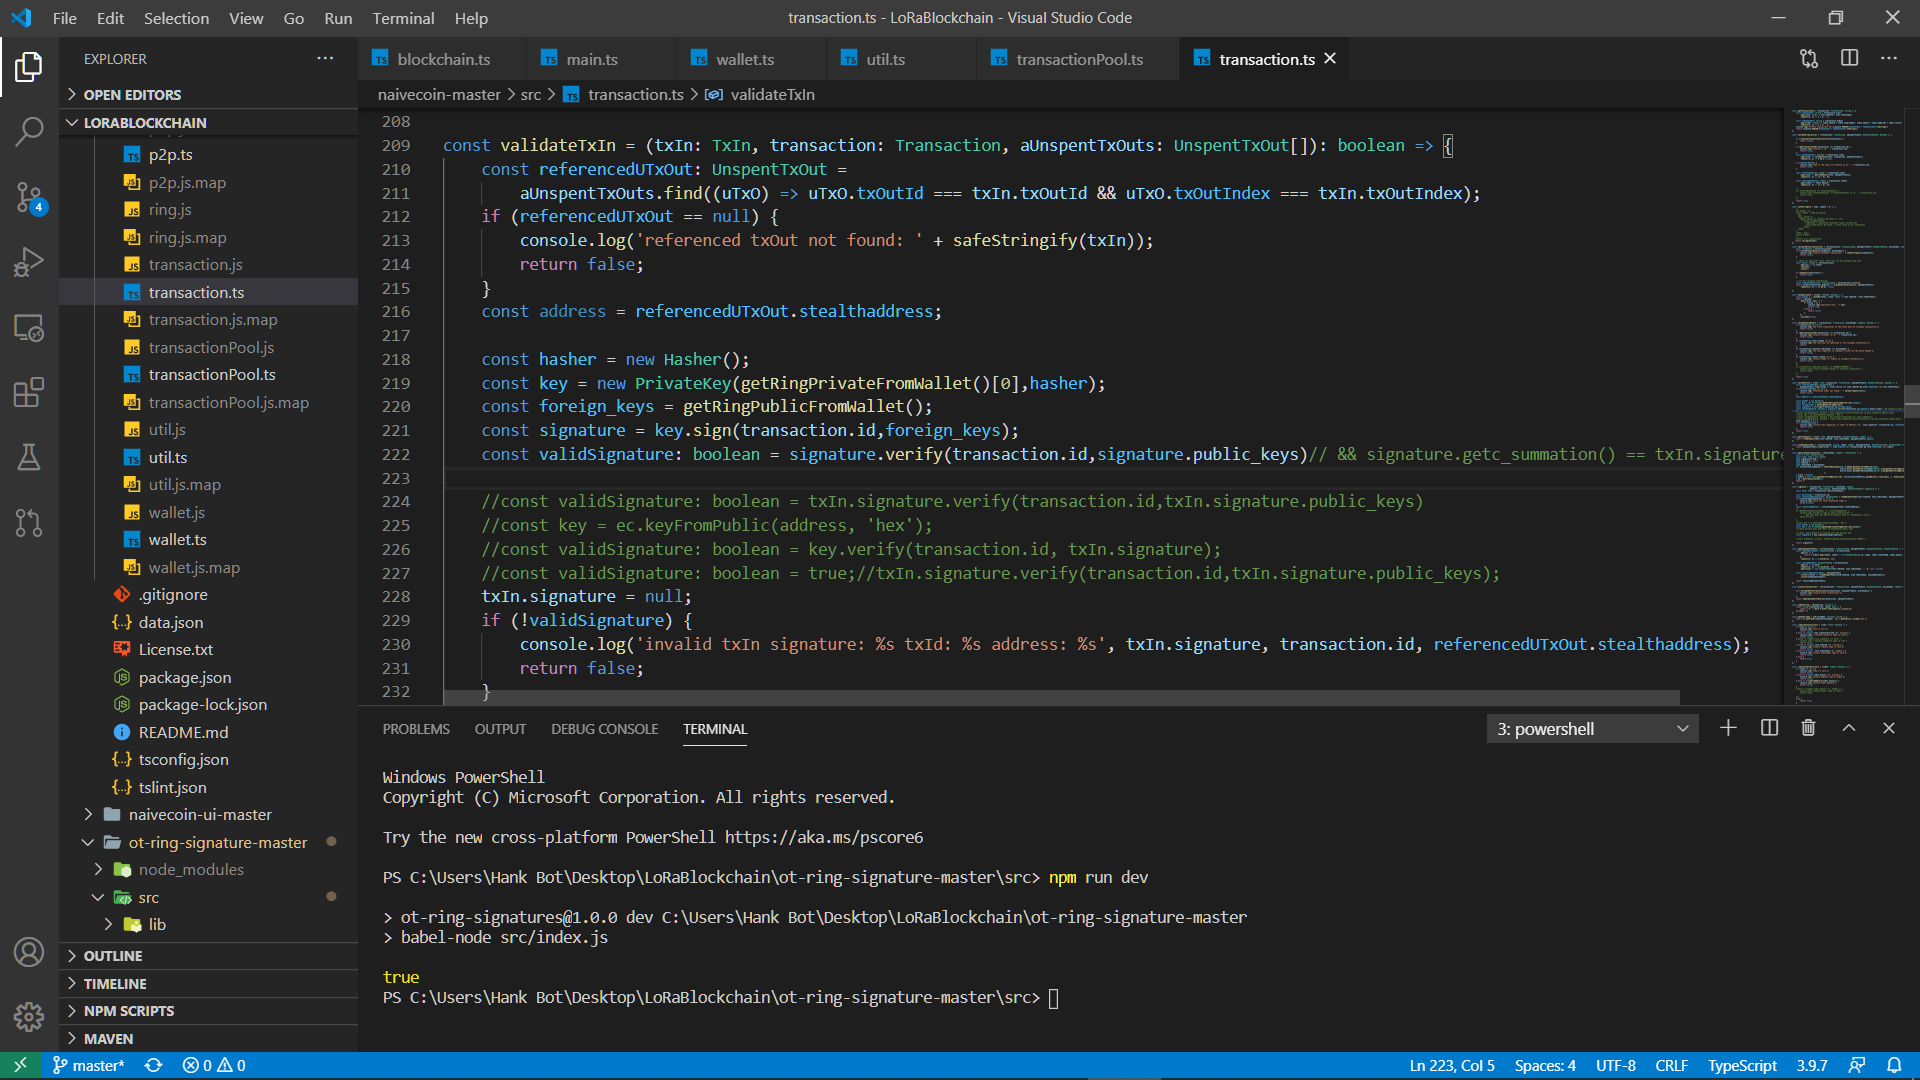 File Edit Selection View Go Run Terminal Help
transaction.ts - LoRaBlockchain - Visual Studio Code
EXPLORER
OPEN EDITORS
LORABLOCKCHAIN
p2p.ts
p2p.js.map
ring.js
ring.js.map
transaction.js
transaction.ts
transaction.js.map
transactionPool.js
transactionPool.ts
transactionPool.js.map
util.js
util.ts
util.js.map
wallet.js
wallet.ts
wallet.js.map
.gitignore
data.json
License.txt
package.json
package-lock.json
README.md
tsconfig.json
tslint.json
naivecoin-ui-master
ot-ring-signature-master
node_modules
src
lib
OUTLINE
TIMELINE
NPM SCRIPTS
MAVEN
4
blockchain.ts main.ts wallet.ts util.ts transactionPool.ts transaction.ts
naivecoin-master > src > transaction.ts > validateTxIn
208
209 const validateTxIn = (txIn: TxIn, transaction: Transaction, aUnspentTxOuts: UnspentTxOut[]): boolean => {
210 const referencedUTxOut: UnspentTxOut =
211 aUnspentTxOuts.find((uTxO) => uTxO.txOutId === txIn.txOutId && uTxO.txOutIndex === txIn.txOutIndex);
212 if (referencedUTxOut == null) {
213 console.log('referenced txOut not found: ' + safeStringify(txIn));
214 return false;
215 }
216 const address = referencedUTxOut.stealthaddress;
217
218 const hasher = new Hasher();
219 const key = new PrivateKey(getRingPrivateFromWallet()[0],hasher);
220 const foreign_keys = getRingPublicFromWallet();
221 const signature = key.sign(transaction.id,foreign_keys);
222 const validSignature: boolean = signature.verify(transaction.id,signature.public_keys)// && signature.getc_summation() == txIn.signature
223
224 //const validSignature: boolean = txIn.signature.verify(transaction.id,txIn.signature.public_keys)
225 //const key = ec.keyFromPublic(address, 'hex');
226 //const validSignature: boolean = key.verify(transaction.id, txIn.signature);
227 //const validSignature: boolean = true;//txIn.signature.verify(transaction.id,txIn.signature.public_keys);
228 txIn.signature = null;
229 if (!validSignature) {
230 console.log('invalid txIn signature: %s txId: %s address: %s', txIn.signature, transaction.id, referencedUTxOut.stealthaddress);
231 return false;
232 }
PROBLEMS OUTPUT DEBUG CONSOLE TERMINAL
3: powershell
Windows PowerShell
Copyright (C) Microsoft Corporation. All rights reserved.
Try the new cross-platform PowerShell https://aka.ms/pscore6
PS C:\Users\Hank Bot\Desktop\LoRaBlockchain\ot-ring-signature-master\src> npm run dev
> ot-ring-signatures@1.0.0 dev C:\Users\Hank Bot\Desktop\LoRaBlockchain\ot-ring-signature-master
> babel-node src/index.js
true
PS C:\Users\Hank Bot\Desktop\LoRaBlockchain\ot-ring-signature-master\src>
master* 0 0
Ln 223, Col 5 Spaces: 4 UTF-8 CRLF TypeScript 3.9.7